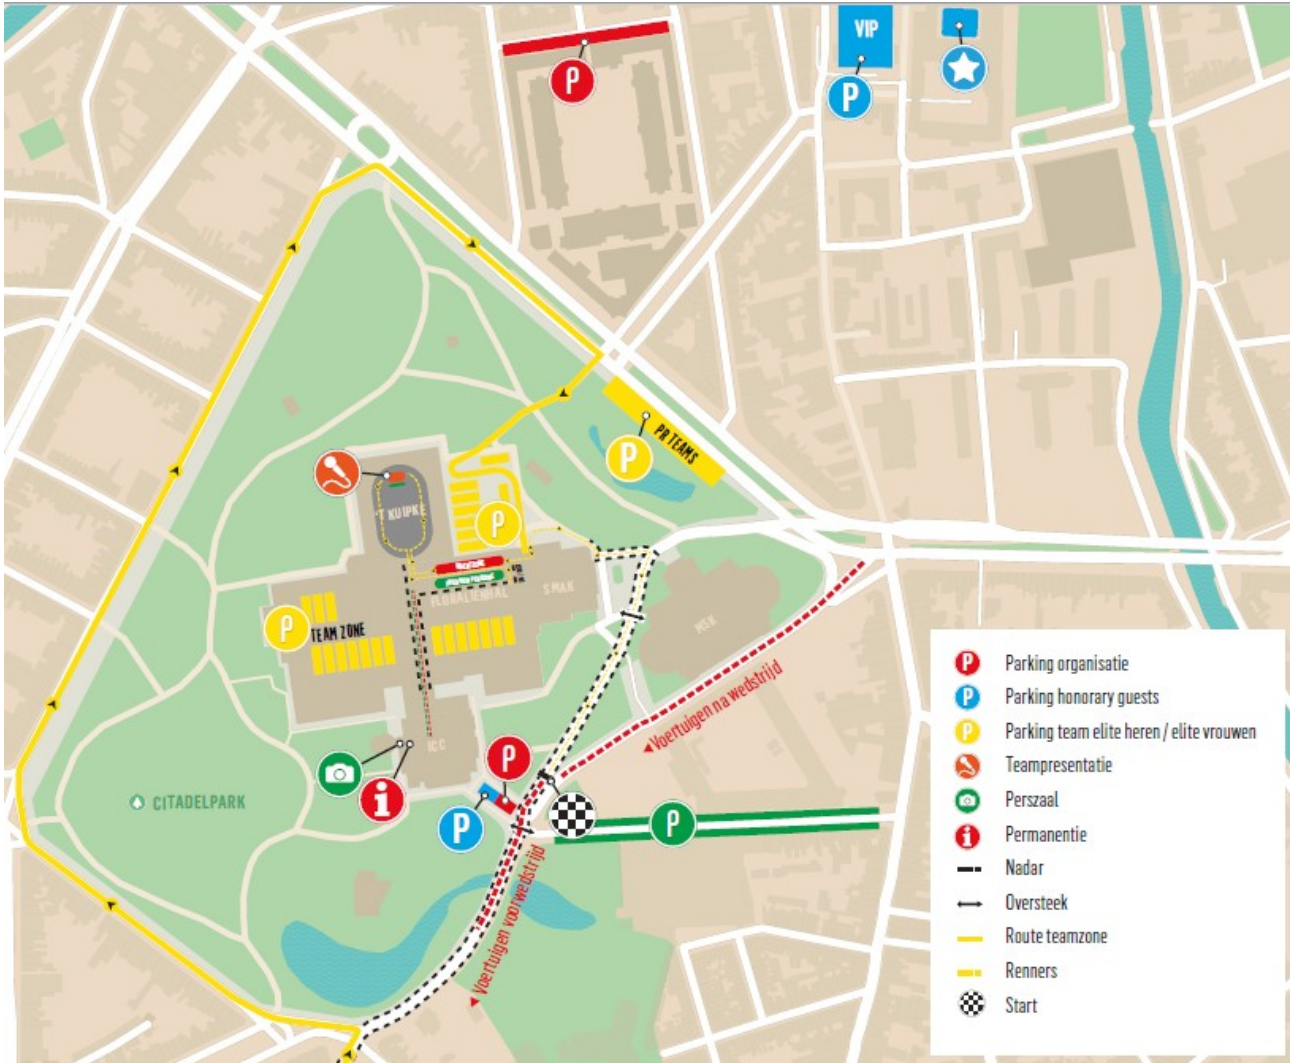 P
VIP
P
PR TEAMS
P
'T KUIPKE
P
FLORALIENHAL
SMAK
MSK
P
TEAM ZONE
ICC
CITADELPARK
P
P
P
Voertuigen na wedstrijd
Voertuigen voor wedstrijd
P Parking organisatie
P Parking honorary guests
P Parking team elite heren / elite vrouwen
Teampresentatie
Perszaal
i Permanentie
Nadar
Oversteek
Route teamzone
Renners
Start